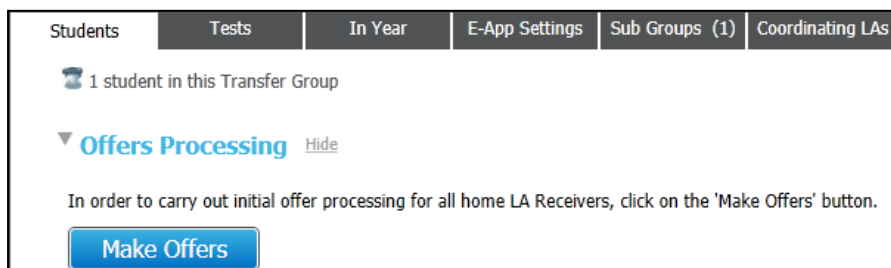 Students Tests In Year E-App Settings Sub Groups (1) Coordinating LAs
1 student in this Transfer Group
Offers Processing Hide
In order to carry out initial offer processing for all home LA Receivers, click on the 'Make Offers' button.
Make Offers